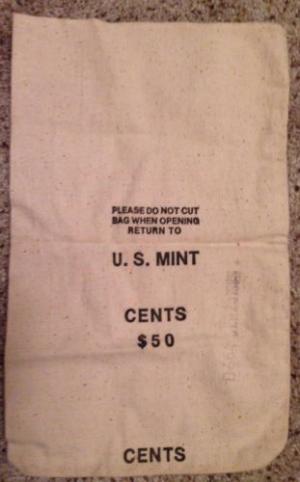 PLEASE DO NOT CUT
BAG WHEN OPENING
RETURN TO
U. S. MINT
CENTS
$50
CENTS